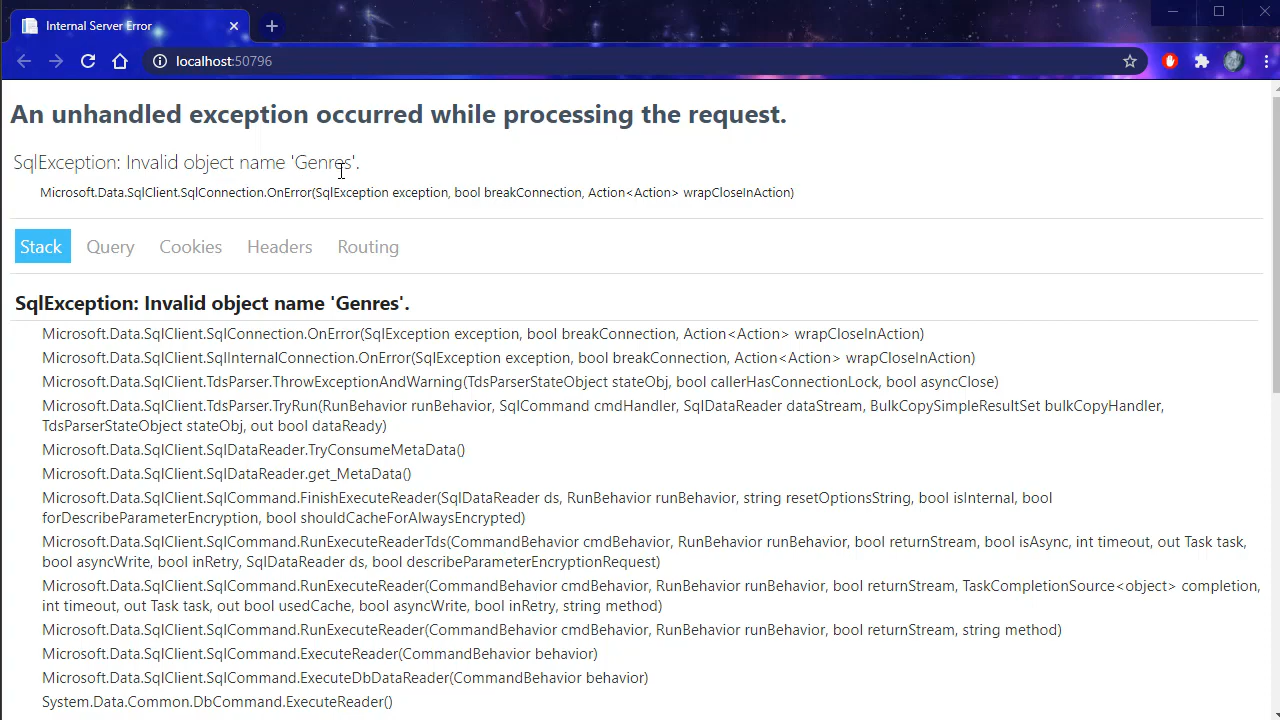 Internal Server Error
localhost:50796
An unhandled exception occurred while processing the request.
SqlException: Invalid object name 'Genres'.
Microsoft.Data.SqlClient.SqlConnection.OnError(SqlException exception, bool breakConnection, Action<Action> wrapCloseInAction)
Stack Query Cookies Headers Routing
SqlException: Invalid object name 'Genres'.
Microsoft.Data.SqlClient.SqlConnection.OnError(SqlException exception, bool breakConnection, Action<Action> wrapCloseInAction)
Microsoft.Data.SqlClient.SqlInternalConnection.OnError(SqlException exception, bool breakConnection, Action<Action> wrapCloseInAction)
Microsoft.Data.SqlClient.TdsParser.ThrowExceptionAndWarning(TdsParserStateObject stateObj, bool callerHasConnectionLock, bool asyncClose)
Microsoft.Data.SqlClient.TdsParser.TryRun(RunBehavior runBehavior, SqlCommand cmdHandler, SqlDataReader dataStream, BulkCopySimpleResultSet bulkCopyHandler,
TdsParserStateObject stateObj, out bool dataReady)
Microsoft.Data.SqlClient.SqlDataReader.TryConsumeMetaData()
Microsoft.Data.SqlClient.SqlDataReader.get_MetaData()
Microsoft.Data.SqlClient.SqlCommand.FinishExecuteReader(SqlDataReader ds, RunBehavior runBehavior, string resetOptionsString, bool isInternal, bool
forDescribeParameterEncryption, bool shouldCacheForAlwaysEncrypted)
Microsoft.Data.SqlClient.SqlCommand.RunExecuteReaderTds(CommandBehavior cmdBehavior, RunBehavior runBehavior, bool returnStream, bool isAsync, int timeout, out Task task,
bool asyncWrite, bool inRetry, SqlDataReader ds, bool describeParameterEncryptionRequest)
Microsoft.Data.SqlClient.SqlCommand.RunExecuteReader(CommandBehavior cmdBehavior, RunBehavior runBehavior, bool returnStream, TaskCompletionSource<object> completion,
int timeout, out Task task, out bool usedCache, bool asyncWrite, bool inRetry, string method)
Microsoft.Data.SqlClient.SqlCommand.RunExecuteReader(CommandBehavior cmdBehavior, RunBehavior runBehavior, bool returnStream, string method)
Microsoft.Data.SqlClient.SqlCommand.ExecuteReader(CommandBehavior behavior)
Microsoft.Data.SqlClient.SqlCommand.ExecuteDbDataReader(CommandBehavior behavior)
System.Data.Common.DbCommand.ExecuteReader()